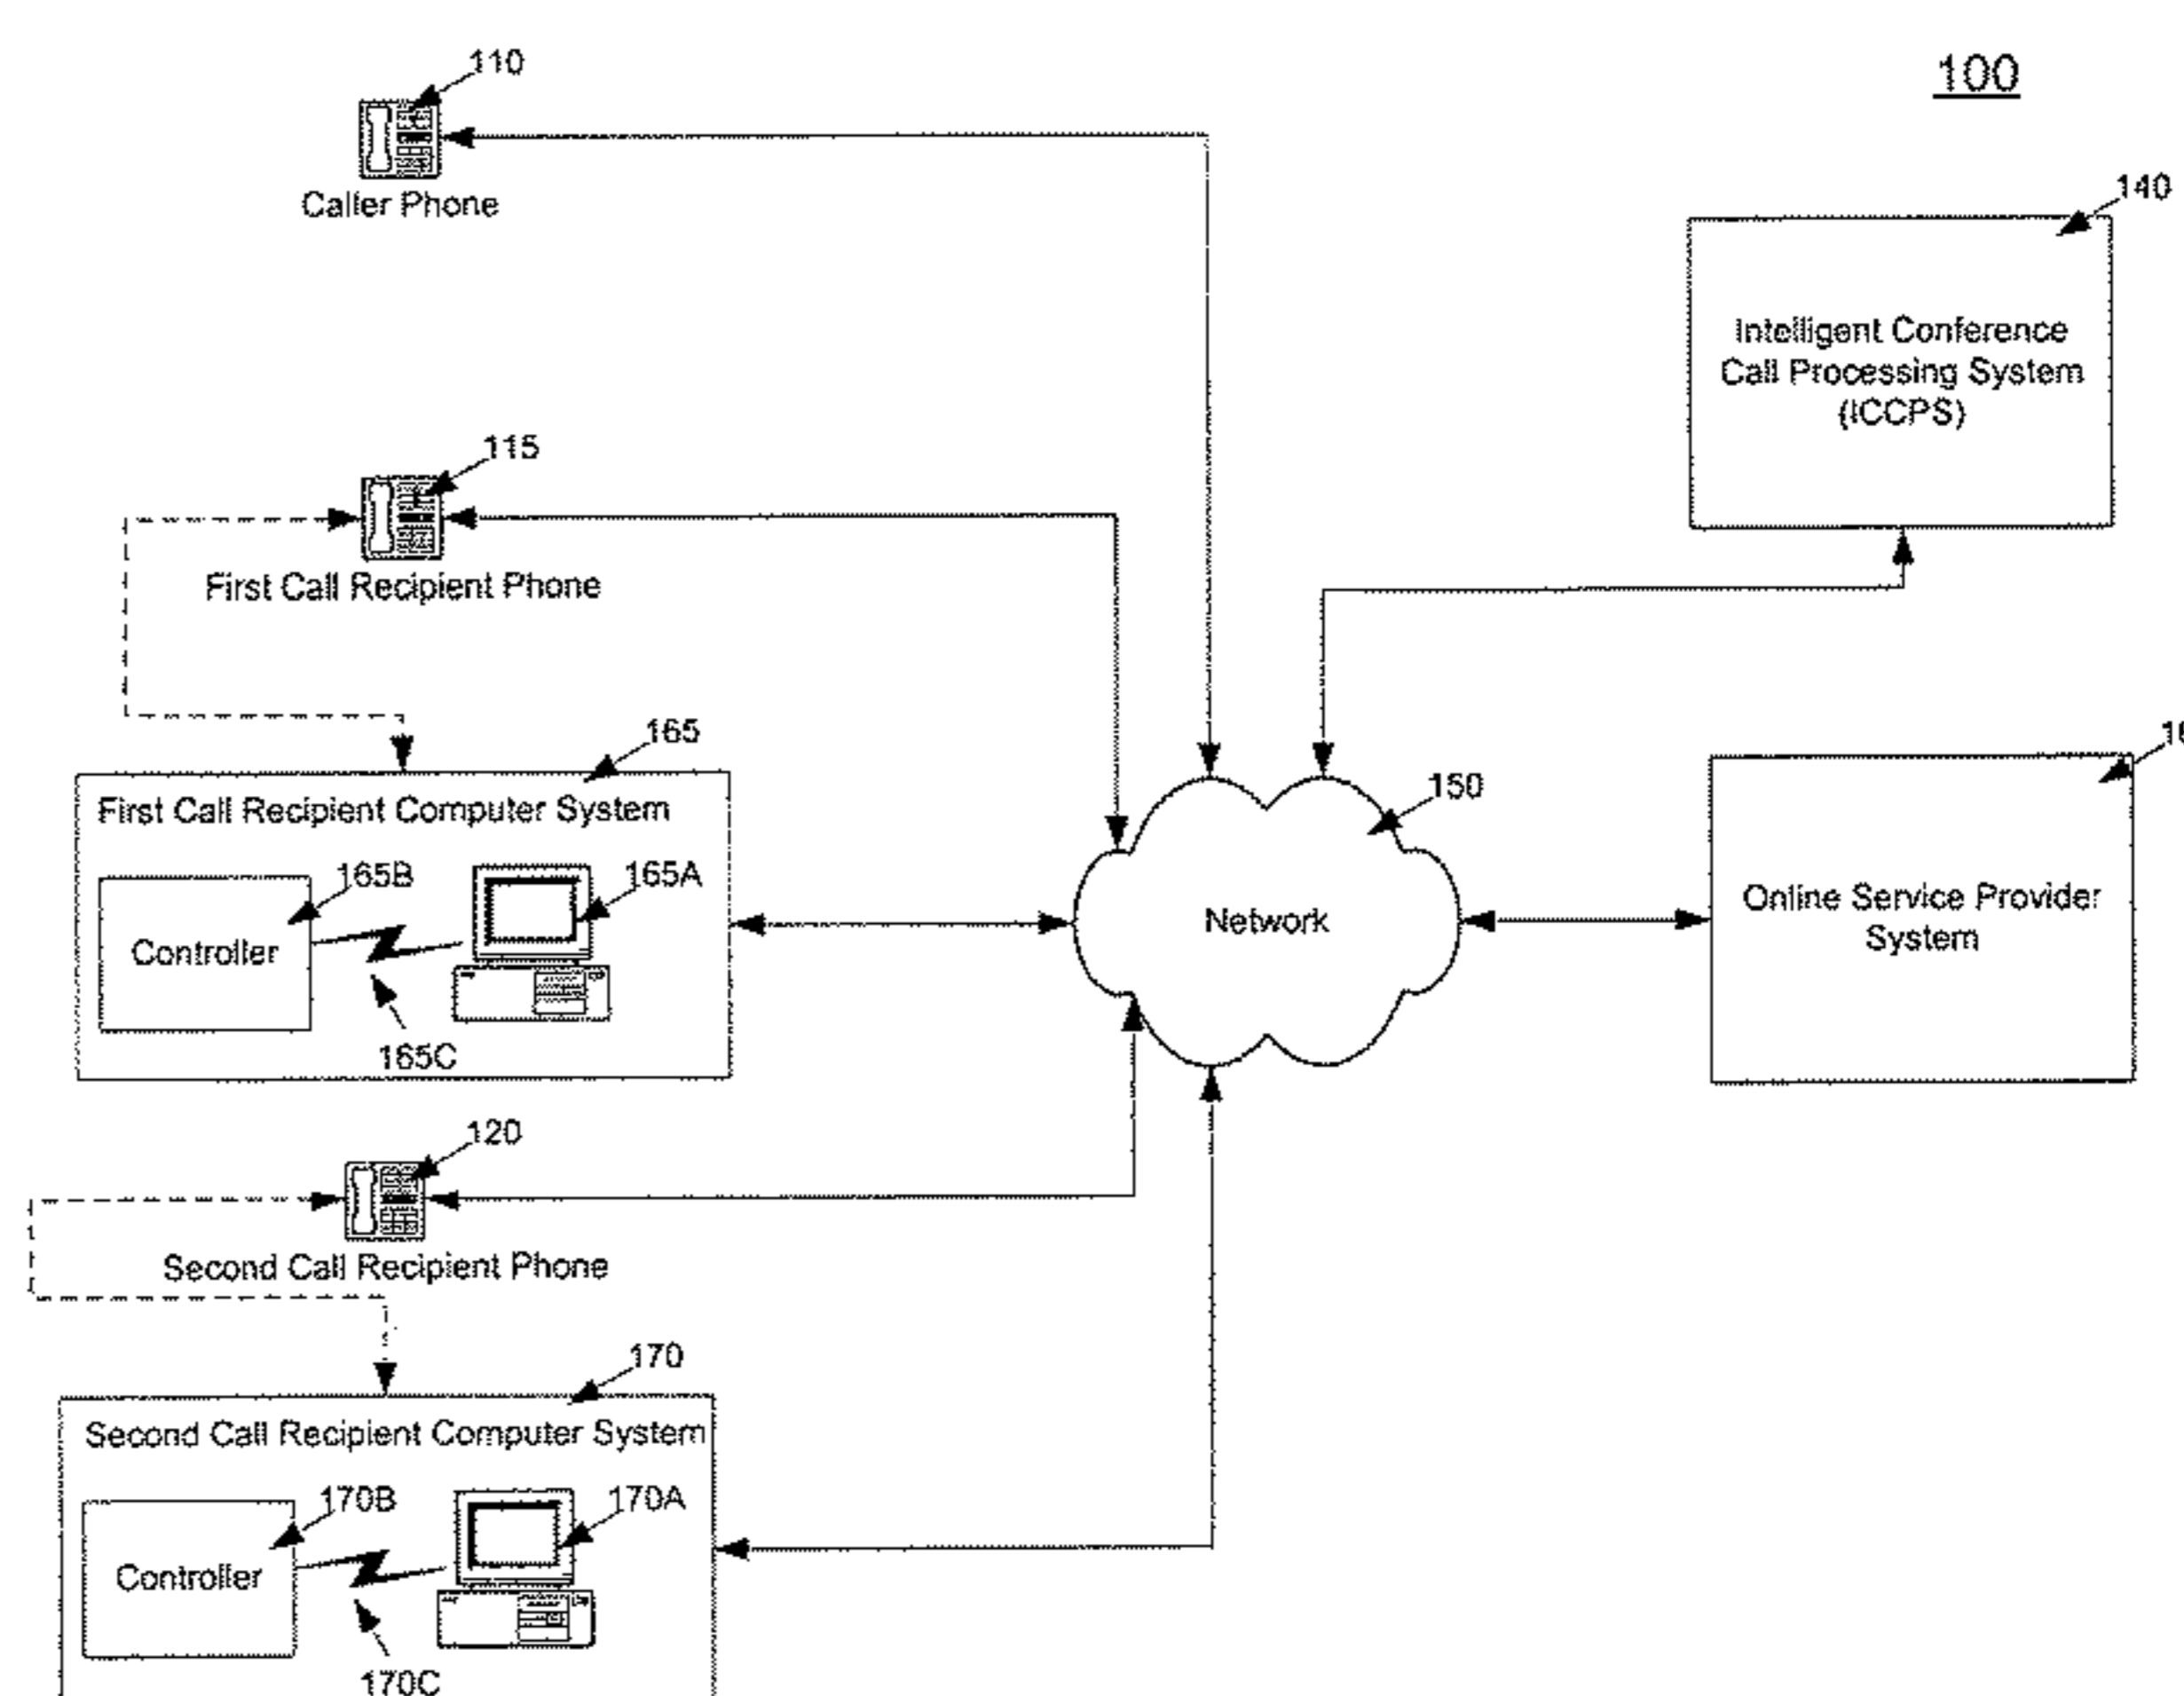 100
110
Caller Phone
140
Intelligent Conference
Call Processing System
(ICCPS)
115
First Call Recipient Phone
165
First Call Recipient Computer System
165B
165A
Controller
165C
150
Network
Online Service Provider
System
120
Second Call Recipient Phone
170
Second Call Recipient Computer System
170B
170A
Controller
170C